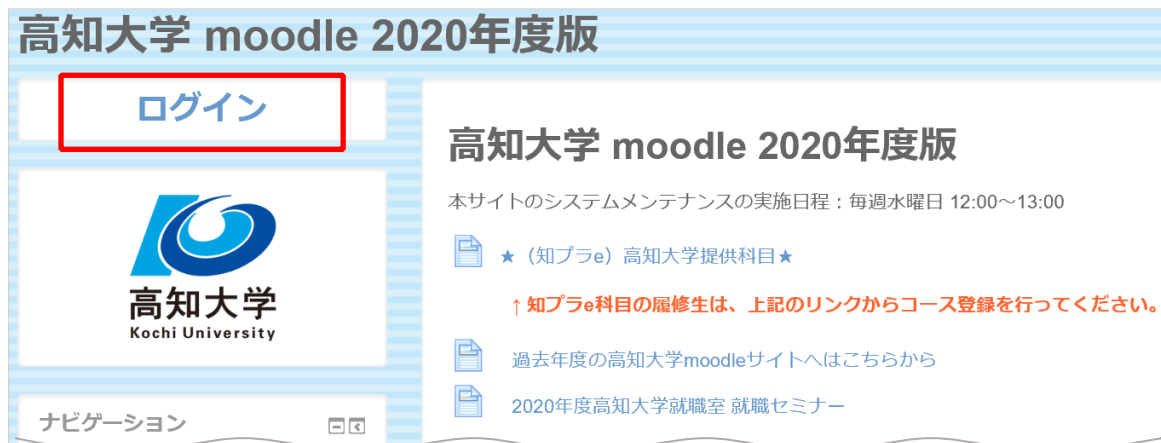 高知大学 moodle 2020年度版
ログイン
高知大学
Kochi University
ナビゲーション
高知大学 moodle 2020年度版
本サイトのシステムメンテナンスの実施日程：毎週水曜日 12:00～13:00
★（知プラe）高知大学提供科目★
↑知プラe科目の履修生は、上記のリンクからコース登録を行ってください。
過去年度の高知大学moodleサイトへはこちらから
2020年度高知大学就職室 就職セミナー